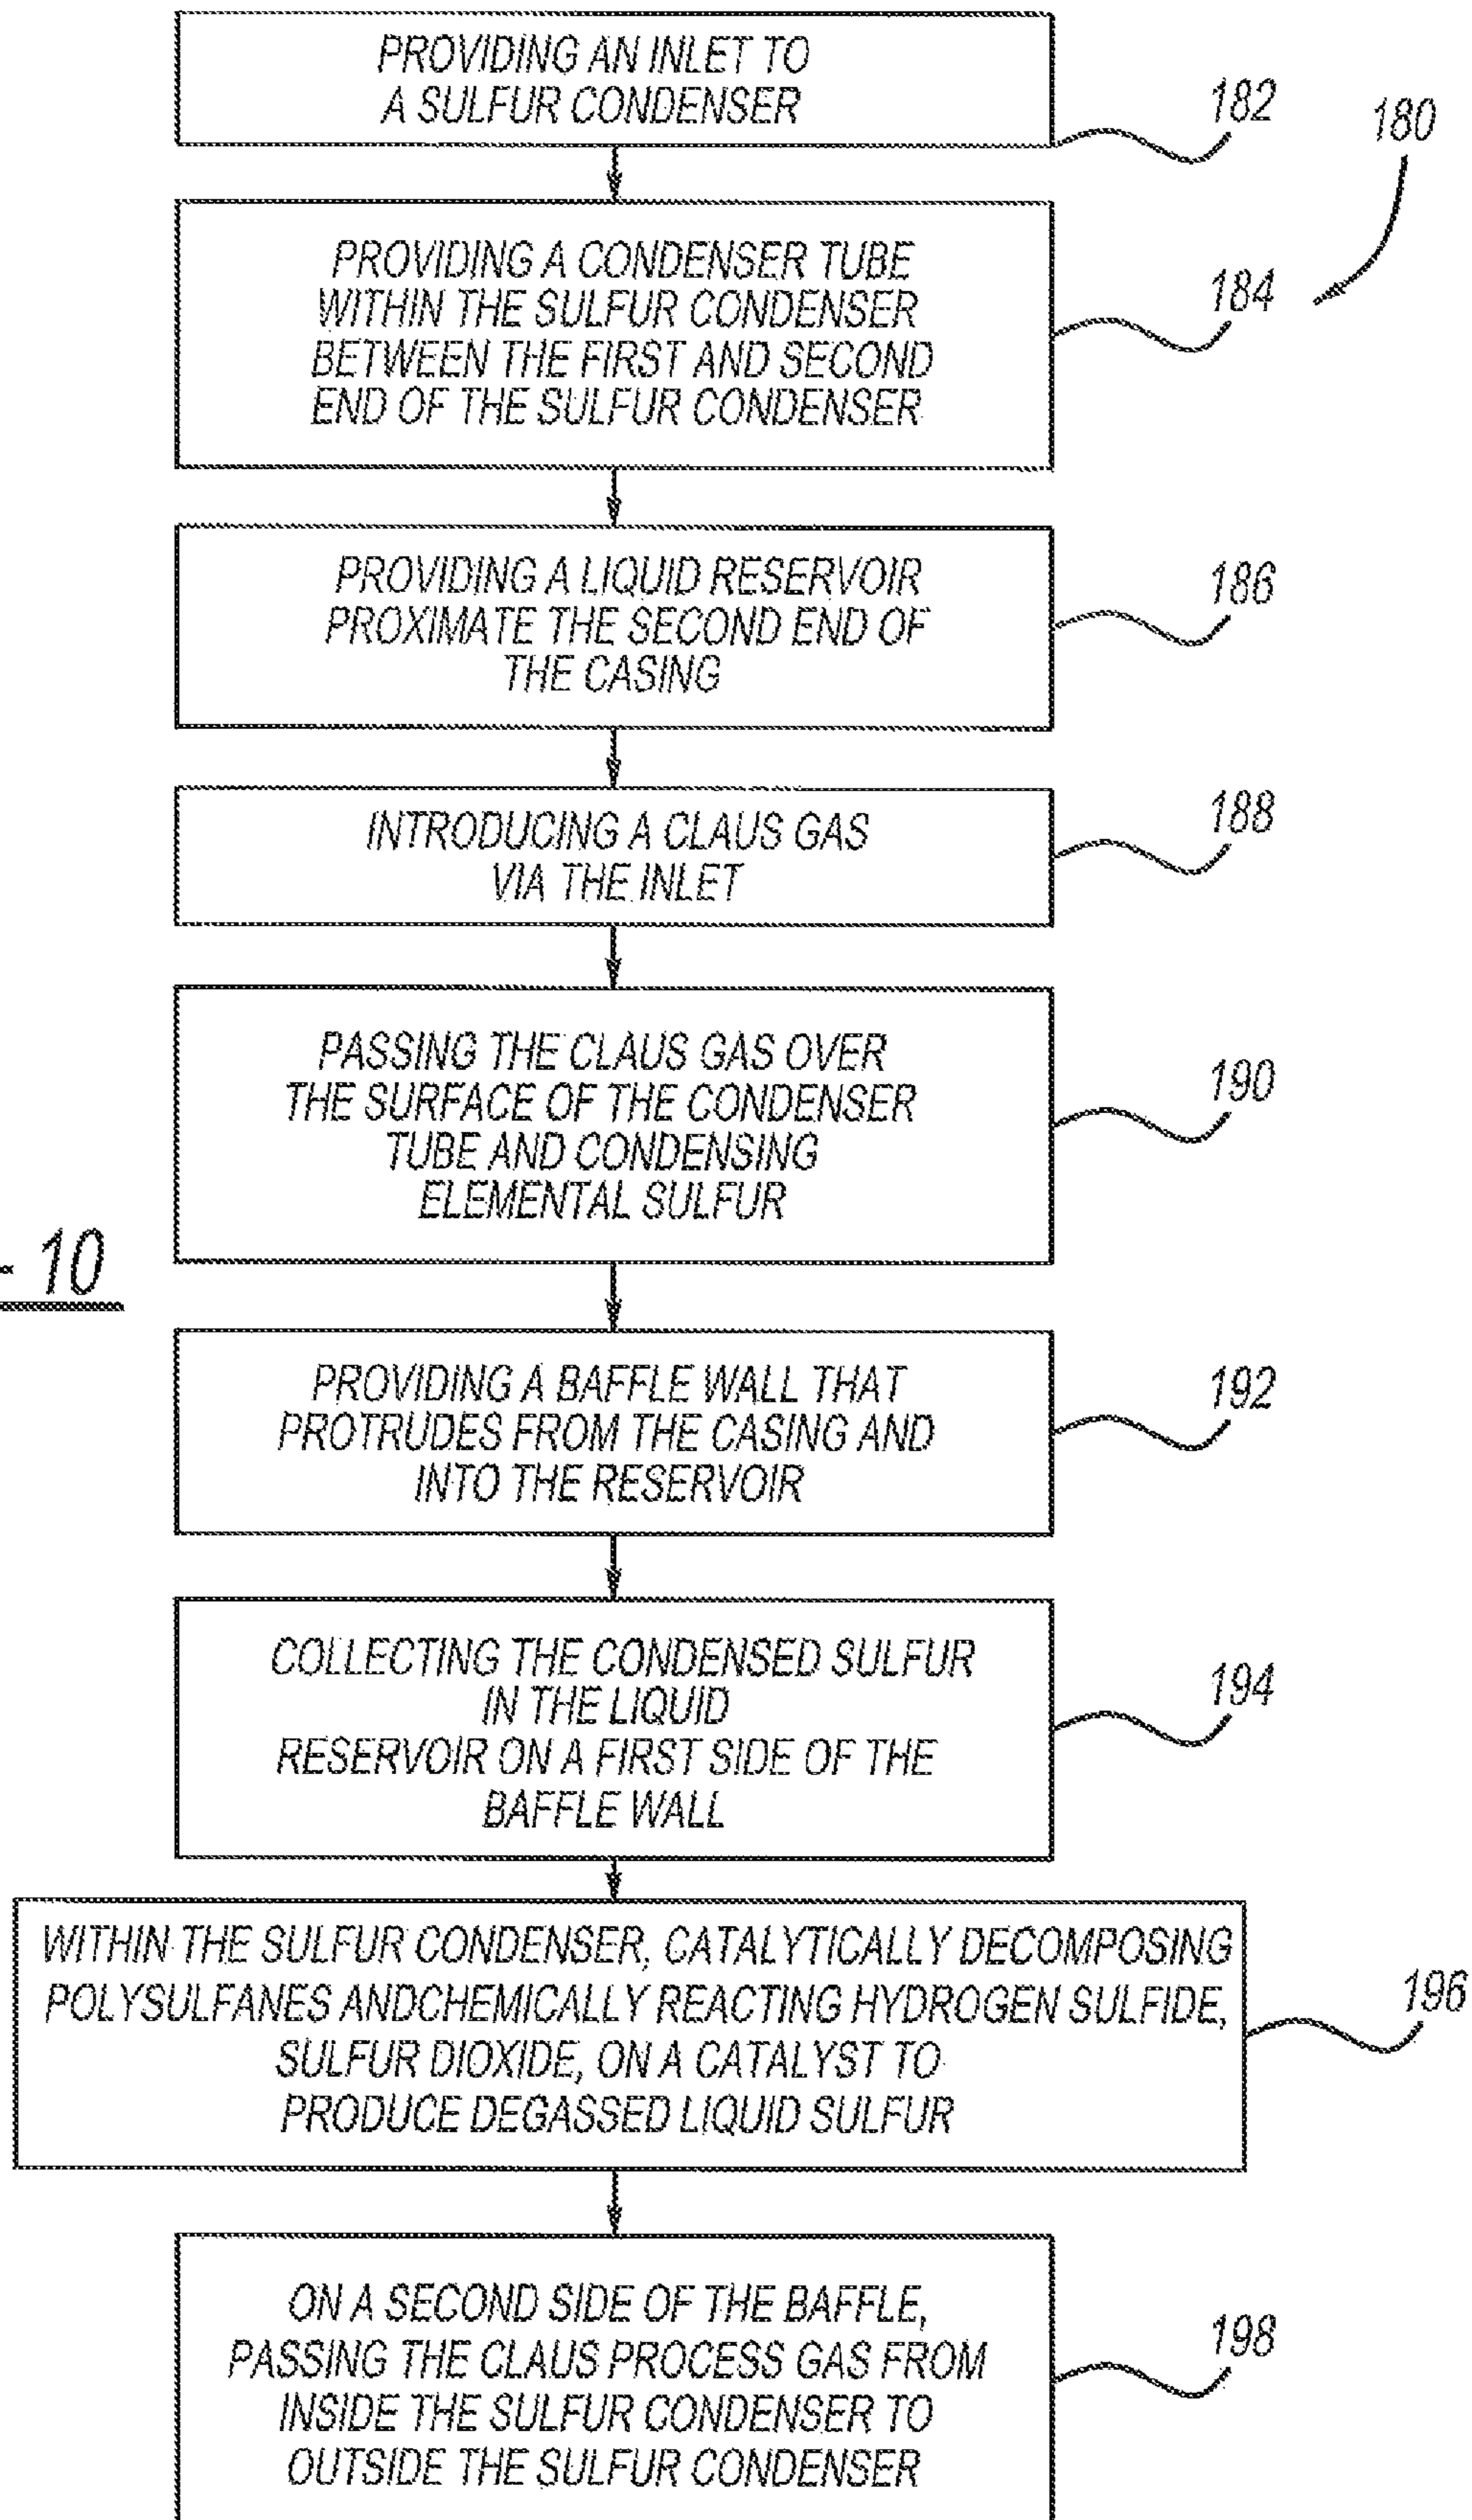 PROVIDING AN INLET TO
A SULFUR CONDENSER
182
180
PROVIDING A CONDENSER TUBE
WITHIN THE SULFUR CONDENSER
BETWEEN THE FIRST AND SECOND
END OF THE SULFUR CONDENSER
184
PROVIDING A LIQUID RESERVOIR
PROXIMATE THE SECOND END OF
THE CASING
186
INTRODUCING A CLAUS GAS
VIA THE INLET
188
PASSING THE CLAUS GAS OVER
THE SURFACE OF THE CONDENSER
TUBE AND CONDENSING
ELEMENTAL SULFUR
190
- 10
PROVIDING A BAFFLE WALL THAT
PROTRUDES FROM THE CASING AND
INTO THE RESERVOIR
192
COLLECTING THE CONDENSED SULFUR
IN THE LIQUID
RESERVOIR ON A FIRST SIDE OF THE
BAFFLE WALL
194
WITHIN THE SULFUR CONDENSER, CATALYTICALLY DECOMPOSING
POLYSULFANES ANDCHEMICALLY REACTING HYDROGEN SULFIDE,
SULFUR DIOXIDE, ON A CATALYST TO
PRODUCE DEGASSED LIQUID SULFUR
196
ON A SECOND SIDE OF THE BAFFLE,
PASSING THE CLAUS PROCESS GAS FROM
INSIDE THE SULFUR CONDENSER TO
OUTSIDE THE SULFUR CONDENSER
198